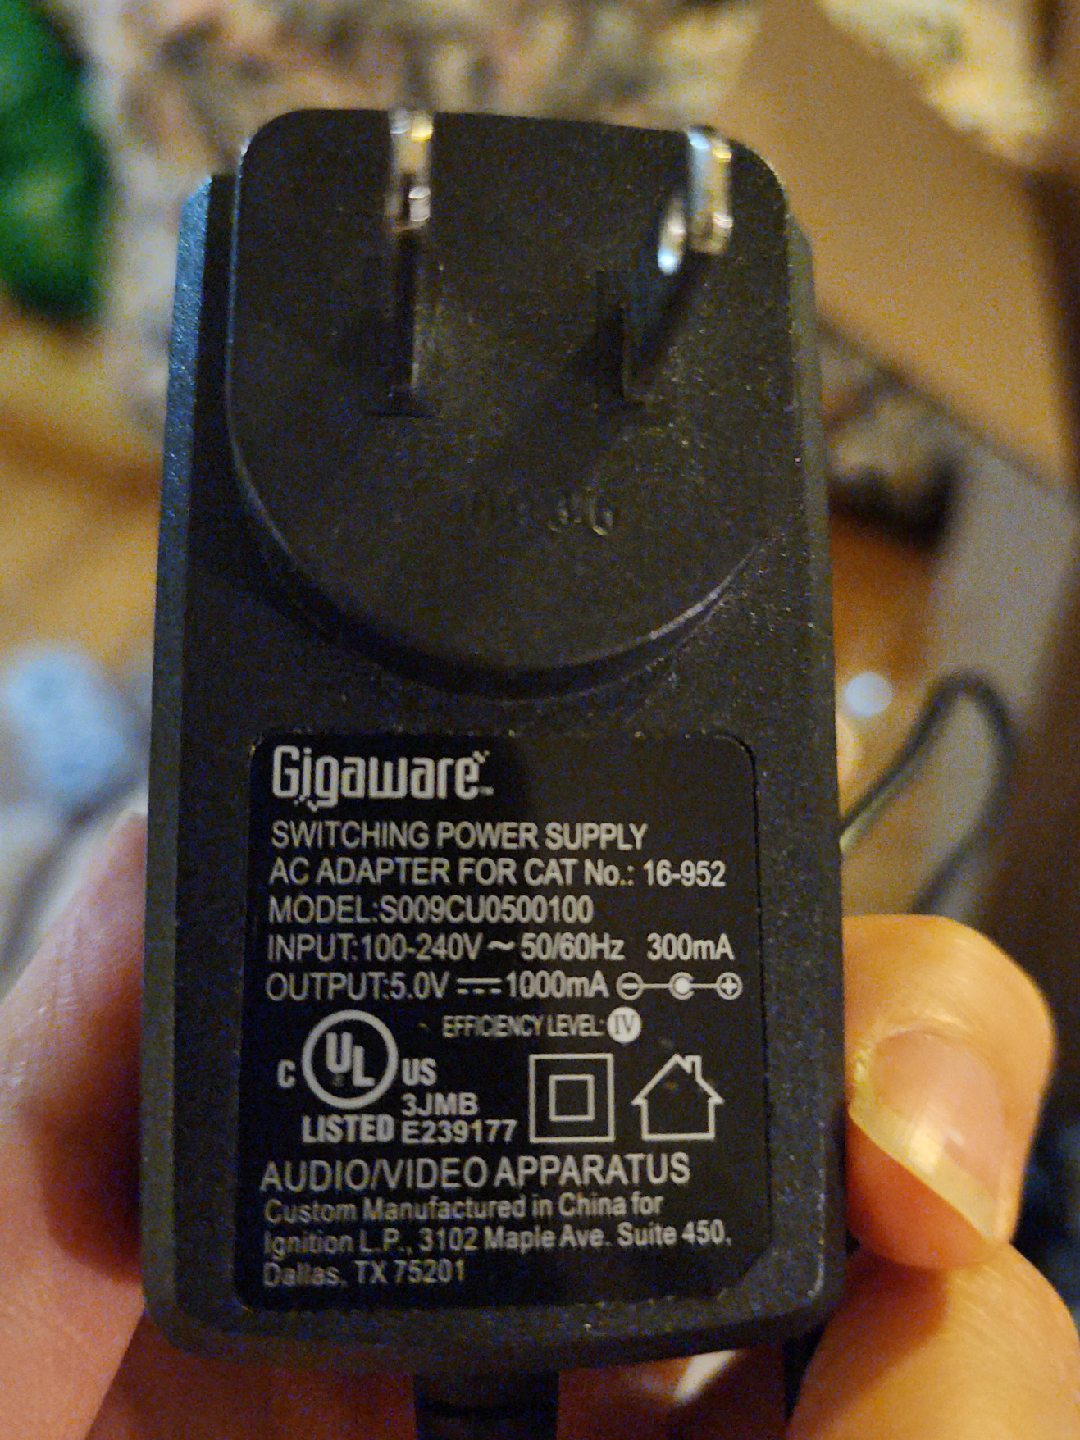 Gigaware™
SWITCHING POWER SUPPLY
AC ADAPTER FOR CAT No.: 16-952
MODEL:S009CU0500100
INPUT:100-240V ~ 50/60Hz 300mA
OUTPUT:5.0V ⎓ 1000mA
EFFICIENCY LEVEL: IV
C UL US
3JMB
LISTED E239177
AUDIO/VIDEO APPARATUS
Custom Manufactured in China for
Ignition L.P., 3102 Maple Ave. Suite 450,
Dallas, TX 75201